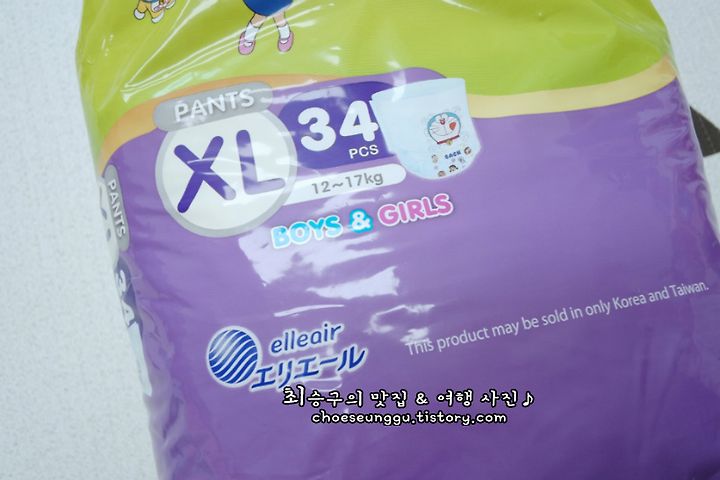 PANTS
XL
34
PCS
12~17kg
BOYS & GIRLS
BACK
PANTS
elleair
エリエール
This product may be sold in only Korea and Taiwan.
최승구의 맛집 & 여행 사진♪
choeseunggu.tistory.com